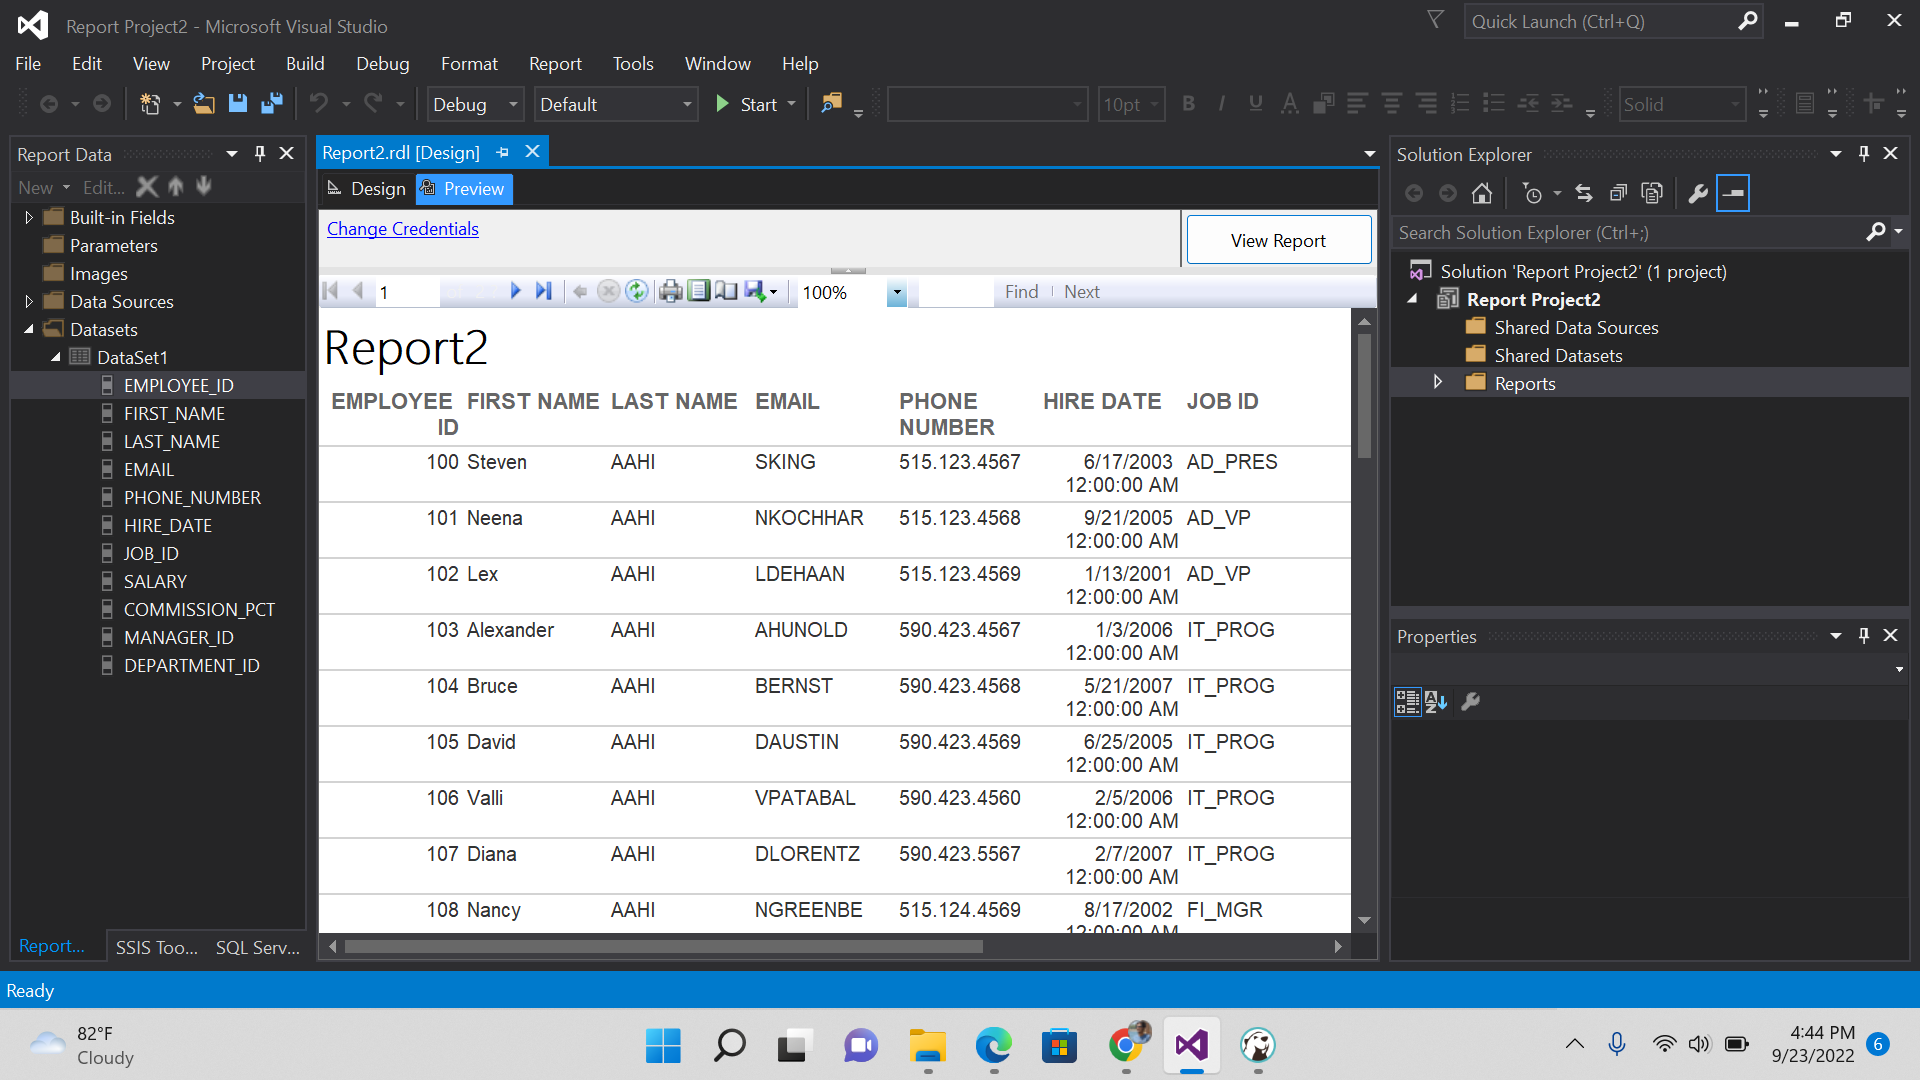 Report Project2 - Microsoft Visual Studio
Quick Launch (Ctrl+Q)
File Edit View Project Build Debug Format Report Tools Window Help
Debug Default Start 10pt B I U A Solid
Report Data
New Edit...
Built-in Fields
Parameters
Images
Data Sources
Datasets
DataSet1
EMPLOYEE_ID
FIRST_NAME
LAST_NAME
EMAIL
PHONE_NUMBER
HIRE_DATE
JOB_ID
SALARY
COMMISSION_PCT
MANAGER_ID
DEPARTMENT_ID
Report... SSIS Too... SQL Serv...
Report2.rdl [Design]
Design Preview
Change Credentials
View Report
1 100% Find Next
Report2
EMPLOYEE FIRST NAME LAST NAME EMAIL PHONE HIRE DATE JOB ID
ID NUMBER
100 Steven AAHI SKING 515.123.4567 6/17/2003 AD_PRES
12:00:00 AM
101 Neena AAHI NKOCHHAR 515.123.4568 9/21/2005 AD_VP
12:00:00 AM
102 Lex AAHI LDEHAAN 515.123.4569 1/13/2001 AD_VP
12:00:00 AM
103 Alexander AAHI AHUNOLD 590.423.4567 1/3/2006 IT_PROG
12:00:00 AM
104 Bruce AAHI BERNST 590.423.4568 5/21/2007 IT_PROG
12:00:00 AM
105 David AAHI DAUSTIN 590.423.4569 6/25/2005 IT_PROG
12:00:00 AM
106 Valli AAHI VPATABAL 590.423.4560 2/5/2006 IT_PROG
12:00:00 AM
107 Diana AAHI DLORENTZ 590.423.5567 2/7/2007 IT_PROG
12:00:00 AM
108 Nancy AAHI NGREENBE 515.124.4569 8/17/2002 FI_MGR
12:00:00 AM
Solution Explorer
Search Solution Explorer (Ctrl+;)
Solution 'Report Project2' (1 project)
Report Project2
Shared Data Sources
Shared Datasets
Reports
Properties
Ready
82°F
Cloudy
4:44 PM
9/23/2022
6